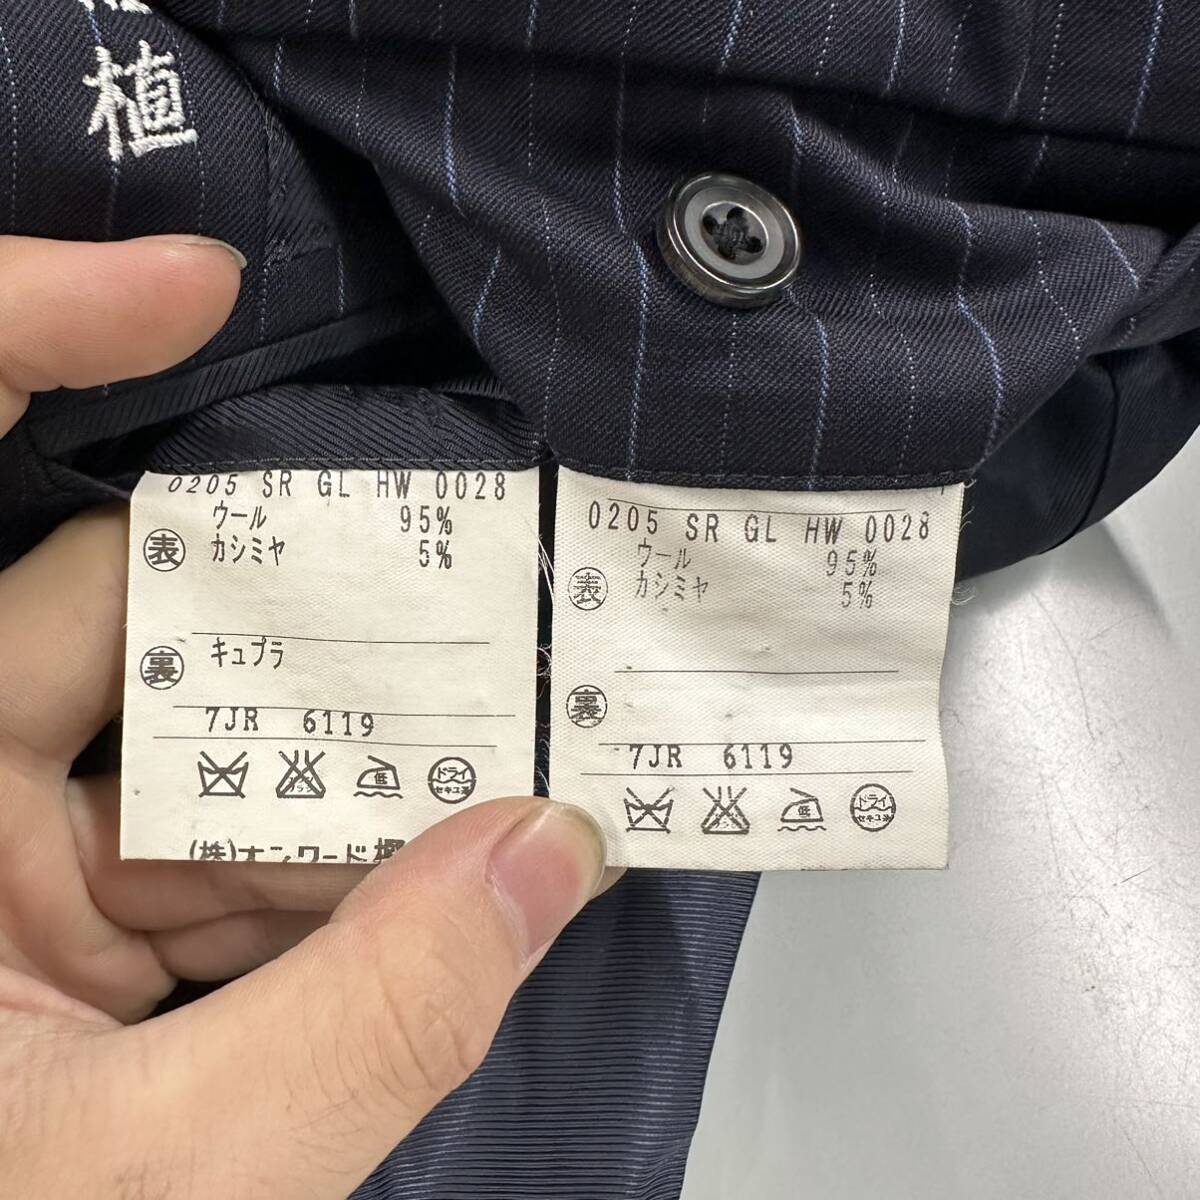 植
0205 SR GL HW 0028
ウール 95%
表 カシミヤ 5%
裏 キュプラ
7JR 6119
低 ドライ セキユ系
(株)オンワード樫
0205 SR GL HW 0028
ウール 95%
表 カシミヤ 5%
裏
7JR 6119
低 ドライ セキユ系